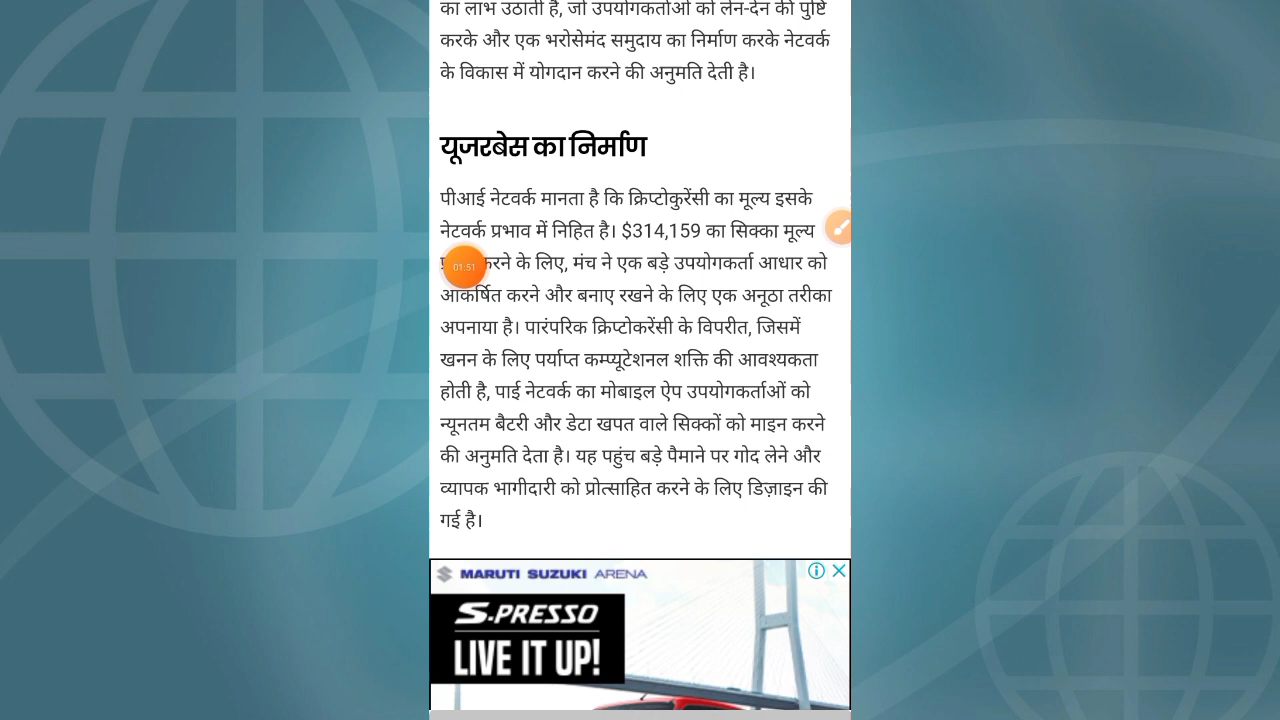 का लाभ उठाती है, जो उपयोगकर्ताओं को लेन-देन की पुष्टि
करके और एक भरोसेमंद समुदाय का निर्माण करके नेटवर्क
के विकास में योगदान करने की अनुमति देती है।
यूजरबेस का निर्माण
पीआई नेटवर्क मानता है कि क्रिप्टोकुरेंसी का मूल्य इसके
नेटवर्क प्रभाव में निहित है। $314,159 का सिक्का मूल्य
करने के लिए, मंच ने एक बड़े उपयोगकर्ता आधार को
01:51
आकर्षित करने और बनाए रखने के लिए एक अनूठा तरीका
अपनाया है। पारंपरिक क्रिप्टोकरेंसी के विपरीत, जिसमें
खनन के लिए पर्याप्त कम्प्यूटेशनल शक्ति की आवश्यकता
होती है, पाई नेटवर्क का मोबाइल ऐप उपयोगकर्ताओं को
न्यूनतम बैटरी और डेटा खपत वाले सिक्कों को माइन करने
की अनुमति देता है। यह पहुंच बड़े पैमाने पर गोद लेने और
व्यापक भागीदारी को प्रोत्साहित करने के लिए डिज़ाइन की
गई है।
MARUTI SUZUKI ARENA
S-PRESSO
LIVE IT UP!